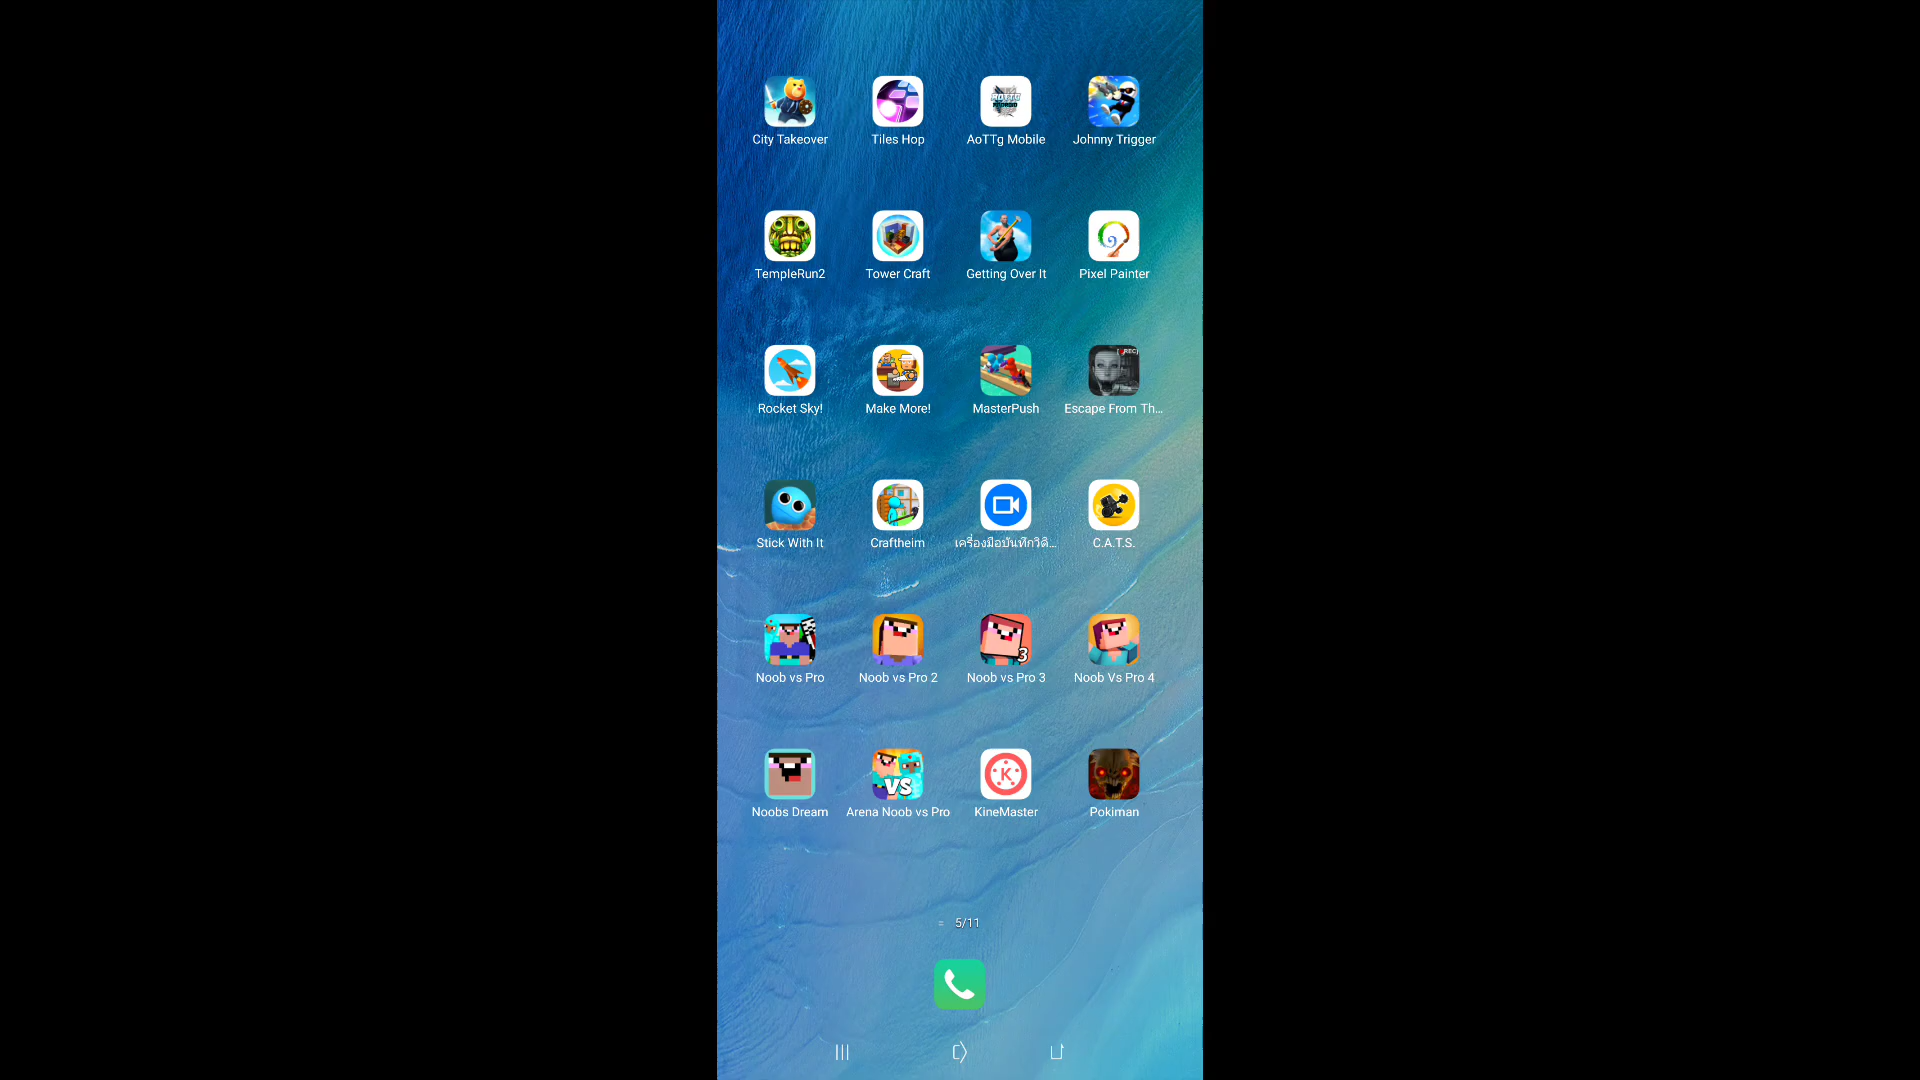 City Takeover
Tiles Hop
AoTTg Mobile
Johnny Trigger
TempleRun2
Tower Craft
Getting Over It
Pixel Painter
REC
Rocket Sky!
Make More!
MasterPush
Escape From Th...
Stick With It
Craftheim
เครื่องมือบันทึกวิดี...
C.A.T.S.
3
Noob vs Pro
Noob vs Pro 2
Noob vs Pro 3
Noob Vs Pro 4
VS
K
Noobs Dream
Arena Noob vs Pro
KineMaster
Pokiman
5/11